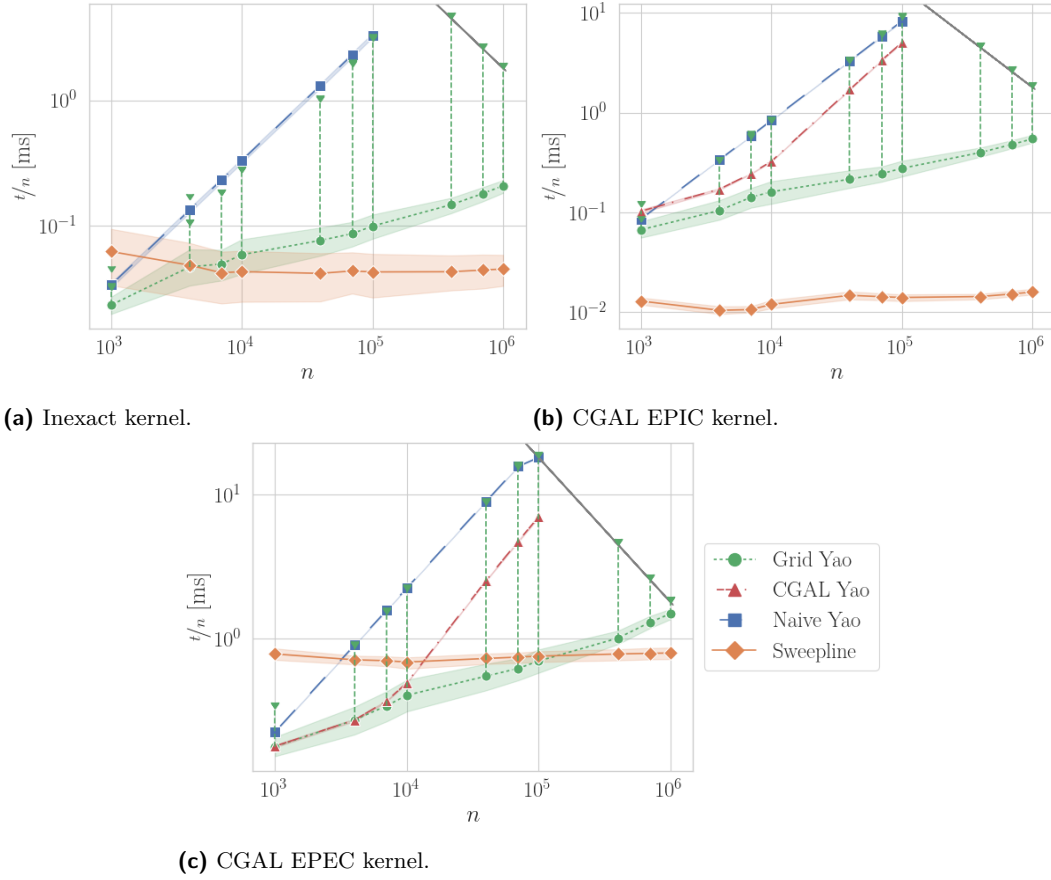 10^0
10^-1
t/n [ms]
10^3 10^4 10^5 10^6
n
(a) Inexact kernel.
10^1
10^0
10^-1
10^-2
t/n [ms]
10^3 10^4 10^5 10^6
n
(b) CGAL EPIC kernel.
10^1
10^0
t/n [ms]
10^3 10^4 10^5 10^6
n
(c) CGAL EPEC kernel.
Grid Yao
CGAL Yao
Naive Yao
Sweepline